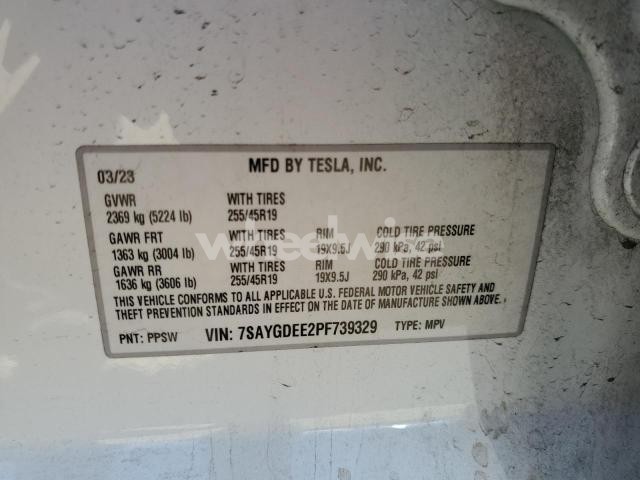 03/23 MFD BY TESLA, INC.
GVWR WITH TIRES
2369 kg (5224 lb) 255/45R19
GAWR FRT WITH TIRES RIM COLD TIRE PRESSURE
1363 kg (3004 lb) 255/45R19 19X9.5J 290 kPa, 42 psi
GAWR RR WITH TIRES RIM COLD TIRE PRESSURE
1636 kg (3606 lb) 255/45R19 19X9.5J 290 kPa, 42 psi
THIS VEHICLE CONFORMS TO ALL APPLICABLE U.S. FEDERAL MOTOR VEHICLE SAFETY AND
THEFT PREVENTION STANDARDS IN EFFECT ON THE DATE OF MANUFACTURE SHOWN ABOVE.
PNT: PPSW VIN: 7SAYGDEE2PF739329 TYPE: MPV